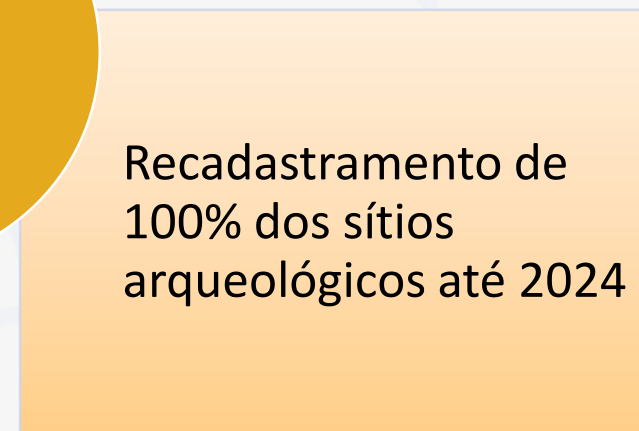 Recadastramento de
100% dos sítios
arqueológicos até 2024